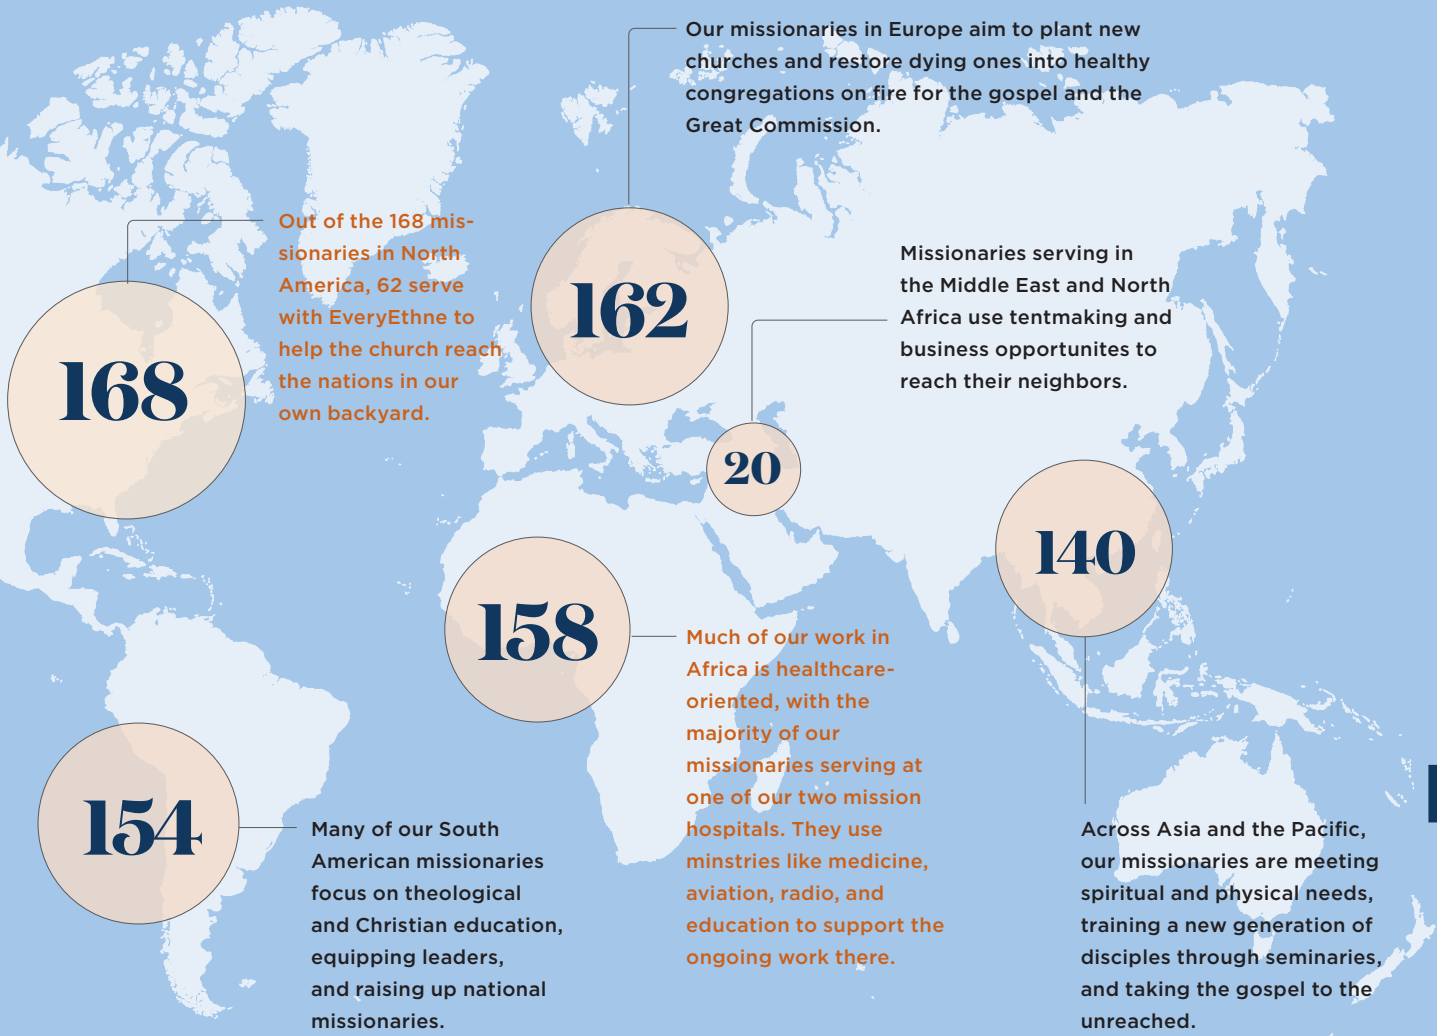 Our missionaries in Europe aim to plant new
churches and restore dying ones into healthy
congregations on fire for the gospel and the
Great Commission.
162
Out of the 168 mis-
sionaries in North
America, 62 serve
with EveryEthne to
help the church reach
the nations in our
own backyard.
168
Missionaries serving in
the Middle East and North
Africa use tentmaking and
business opportunites to
reach their neighbors.
20
140
158
Much of our work in
Africa is healthcare-
oriented, with the
majority of our
missionaries serving at
one of our two mission
hospitals. They use
minstries like medicine,
aviation, radio, and
education to support the
ongoing work there.
154
Many of our South
American missionaries
focus on theological
and Christian education,
equipping leaders,
and raising up national
missionaries.
Across Asia and the Pacific,
our missionaries are meeting
spiritual and physical needs,
training a new generation of
disciples through seminaries,
and taking the gospel to the
unreached.